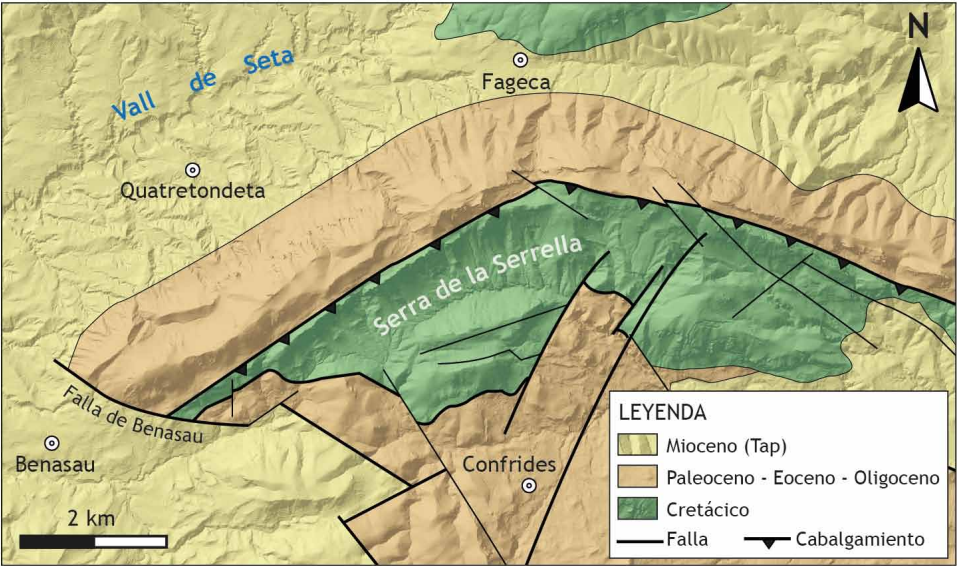 N
Vall de Seta
Fageca
Quatretondeta
Serra de la Serrella
Falla de Benasau
Benasau
Confrides
2 km
LEYENDA
Mioceno (Tap)
Paleoceno - Eoceno - Oligoceno
Cretácico
Falla
Cabalgamiento